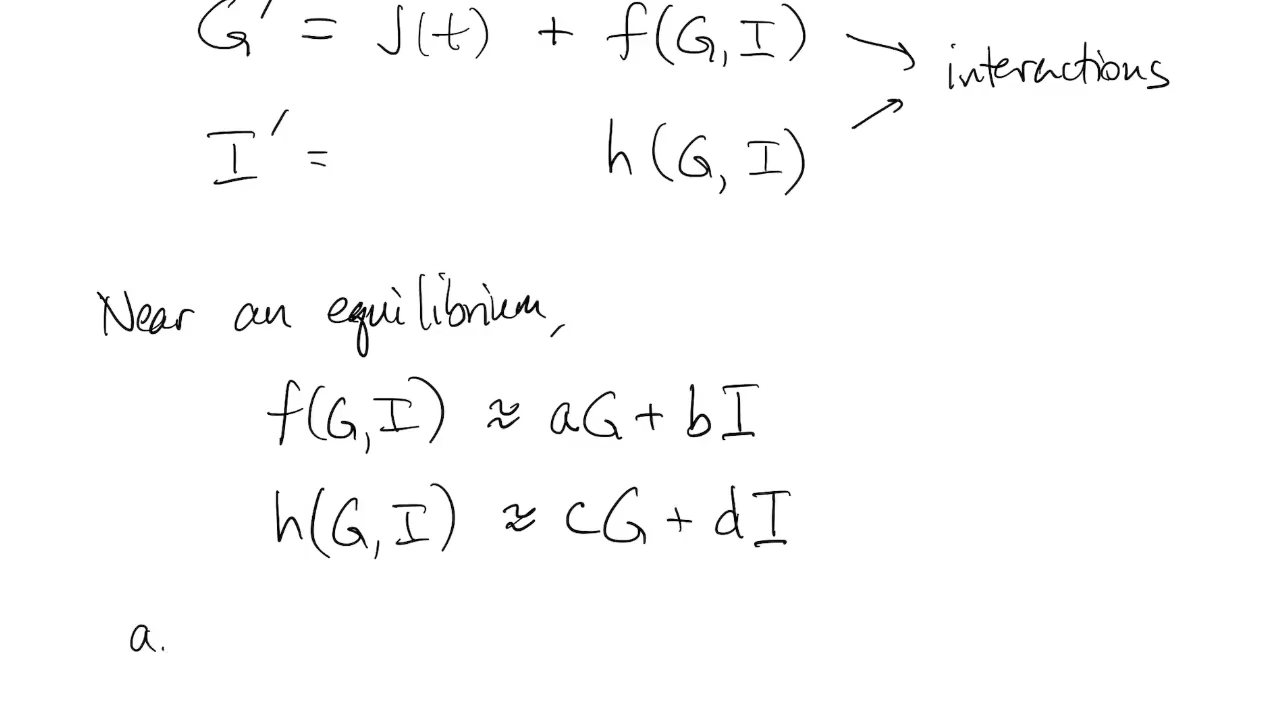 G' = J(t) + f(G, I) → interactions
I' = h(G, I) ↗
Near an equilibrium,
f(G, I) ≈ aG + bI
h(G, I) ≈ cG + dI
a.